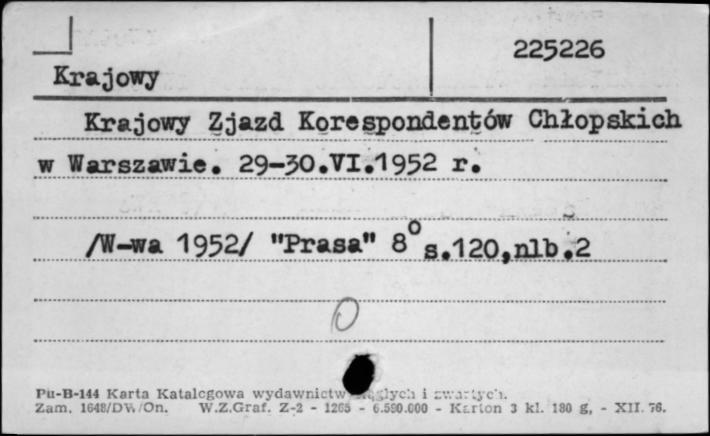 225226
Krajowy
Krajowy Zjazd Korespondentów Chłopskich
w Warszawie. 29-30.VI.1952 r.
/W-wa 1952/ "Prasa" 8° s.120,nlb.2
0
Pu-B-144 Karta Katalogowa wydawnictw ciągłych i zwartych.
Zam. 1648/DW/On. W.Z.Graf. Z-2 - 1265 - 6.590.000 - Karton 3 kl. 180 g, - XII. 76.